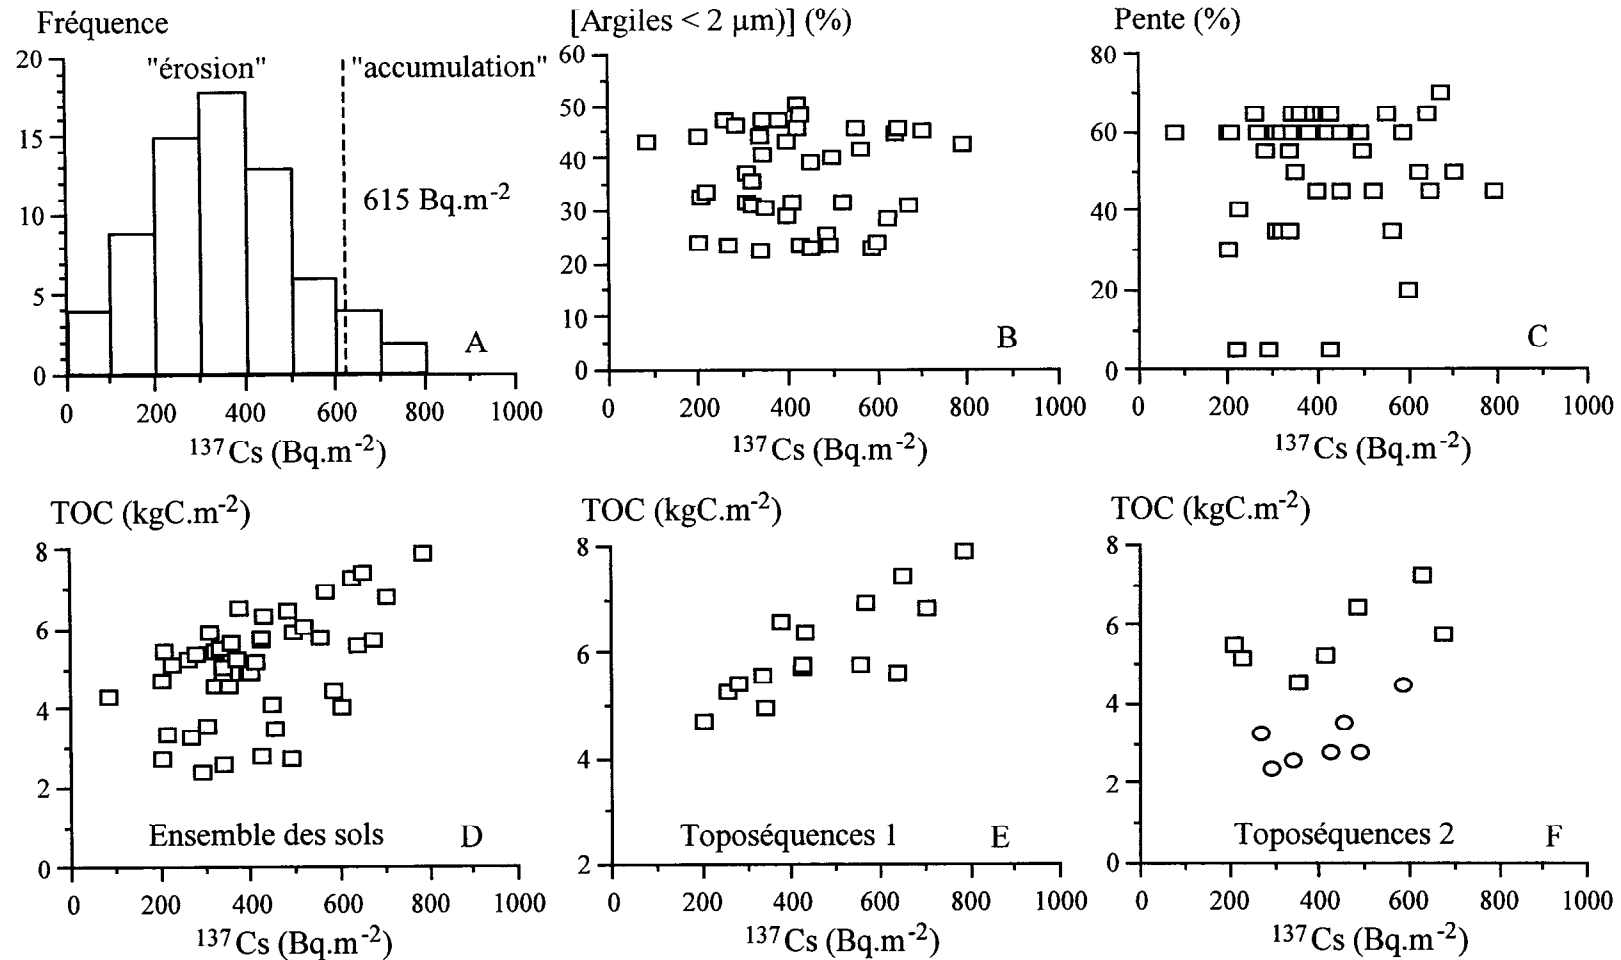 Fréquence
20
15
10
5
0
"érosion"
"accumulation"
615 Bq.m-2
A
0 200 400 600 800 1000
137Cs (Bq.m-2)
[Argiles < 2 µm)] (%)
60
50
40
30
20
10
0
B
0 200 400 600 800 1000
137Cs (Bq.m-2)
Pente (%)
80
60
40
20
0
C
0 200 400 600 800 1000
137Cs (Bq.m-2)
TOC (kgC.m-2)
8
6
4
2
0
Ensemble des sols D
0 200 400 600 800 1000
137Cs (Bq.m-2)
TOC (kgC.m-2)
8
6
4
2
Toposéquences 1 E
0 200 400 600 800 1000
137Cs (Bq.m-2)
TOC (kgC.m-2)
8
6
4
2
0
Toposéquences 2 F
0 200 400 600 800 1000
137Cs (Bq.m-2)